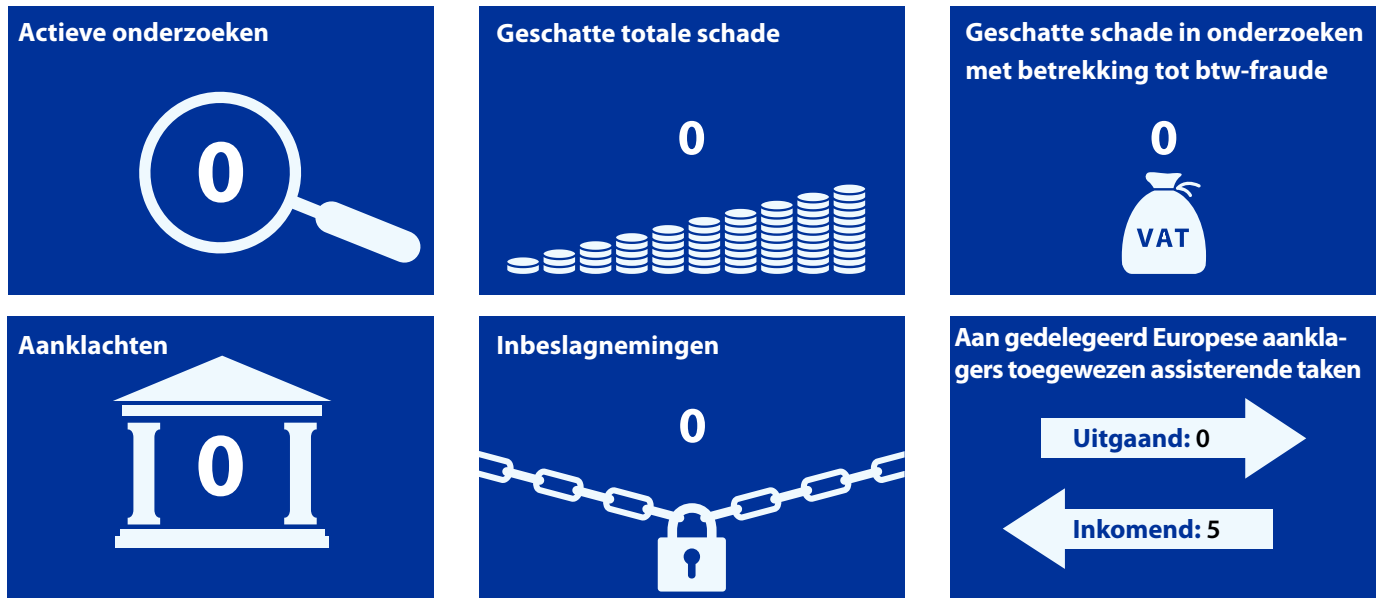 Actieve onderzoeken
0
Geschatte totale schade
0
Geschatte schade in onderzoeken
met betrekking tot btw-fraude
0
VAT
Aanklachten
0
Inbeslagnemingen
0
Aan gedelegeerd Europese aankla-
gers toegewezen assisterende taken
Uitgaand: 0
Inkomend: 5